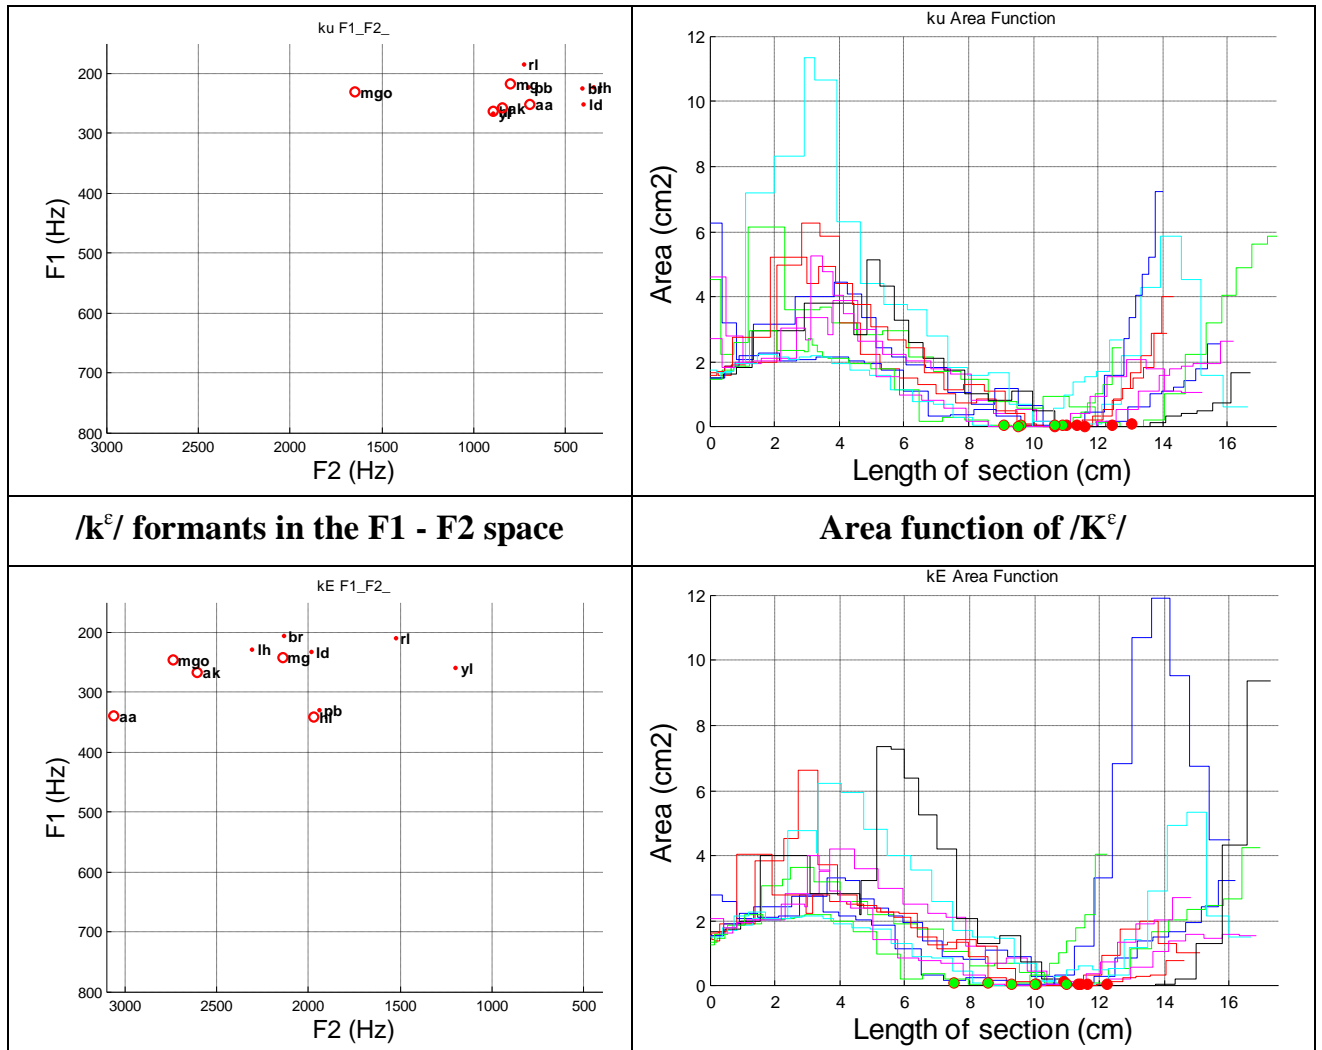 ku F1_F2_
200
300
400
500
600
700
800
3000
2500
2000
1500
1000
500
F1 (Hz)
F2 (Hz)
rl
mg
pb
br
lh
mgo
aa
ld
ak
yl
ku Area Function
12
10
8
6
4
2
0
0
2
4
6
8
10
12
14
16
Area (cm2)
Length of section (cm)
/kᵋ/ formants in the F1 - F2 space
Area function of /Kᵋ/
kE F1_F2_
200
300
400
500
600
700
800
3000
2500
2000
1500
1000
500
F1 (Hz)
F2 (Hz)
br
rl
lh
ld
mgo
mg
ak
yl
aa
pb
kE Area Function
12
10
8
6
4
2
0
0
2
4
6
8
10
12
14
16
Area (cm2)
Length of section (cm)